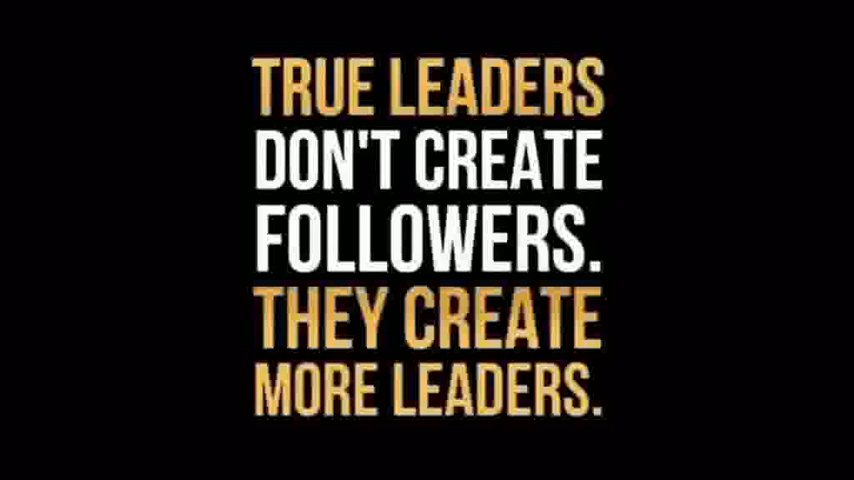 TRUE LEADERS
DON'T CREATE
FOLLOWERS.
THEY CREATE
MORE LEADERS.